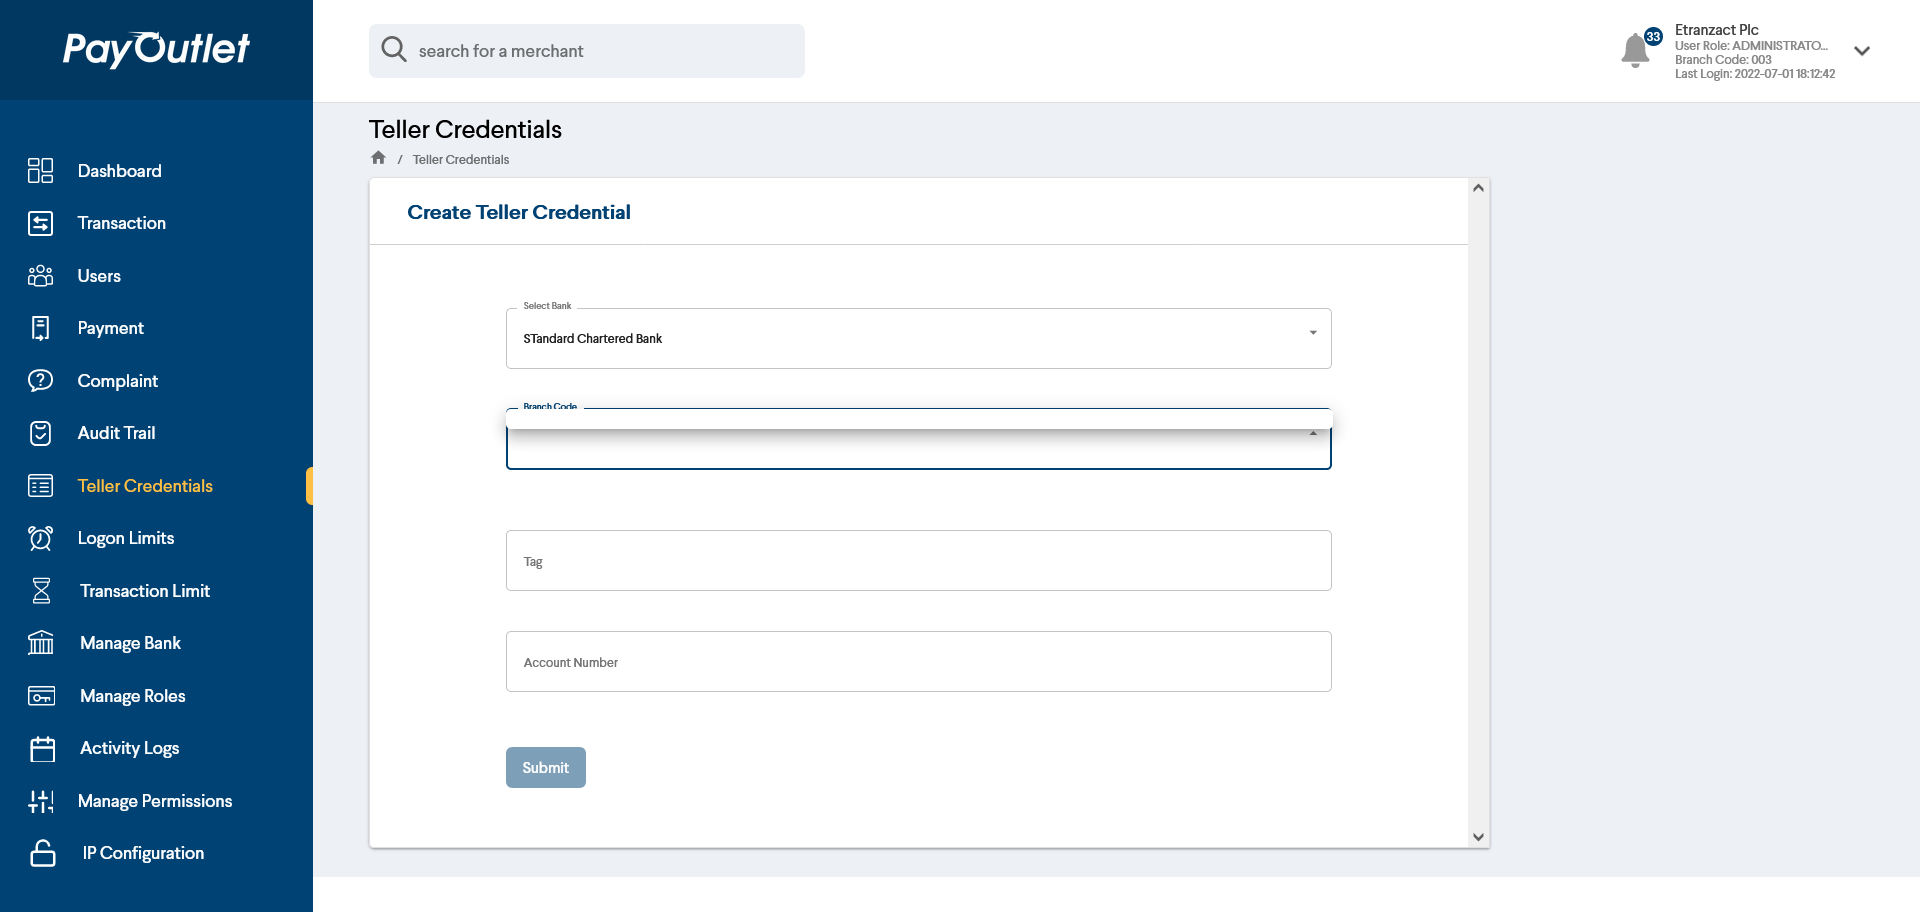 PayOutlet
search for a merchant
33
Etranzact Plc
User Role: ADMINISTRATO...
Branch Code: 003
Last Login: 2022-07-01 18:12:42
Dashboard
Transaction
Users
Payment
Complaint
Audit Trail
Teller Credentials
Logon Limits
Transaction Limit
Manage Bank
Manage Roles
Activity Logs
Manage Permissions
IP Configuration
Teller Credentials
/ Teller Credentials
Create Teller Credential
Select Bank
STandard Chartered Bank
Branch Code
Tag
Account Number
Submit